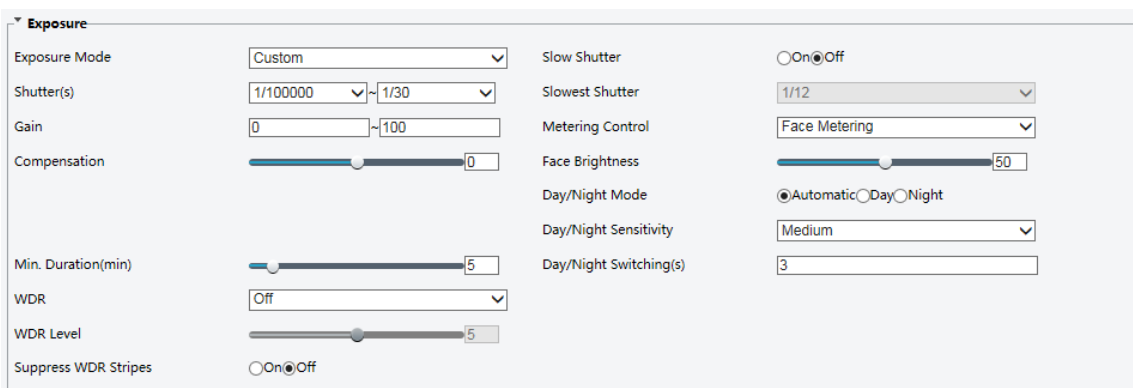 Exposure
Exposure Mode Custom Slow Shutter On Off
Shutter(s) 1/100000 ~ 1/30 Slowest Shutter 1/12
Gain 0 ~ 100 Metering Control Face Metering
Compensation 0 Face Brightness 50
Day/Night Mode Automatic Day Night
Day/Night Sensitivity Medium
Min. Duration(min) 5 Day/Night Switching(s) 3
WDR Off
WDR Level 5
Suppress WDR Stripes On Off